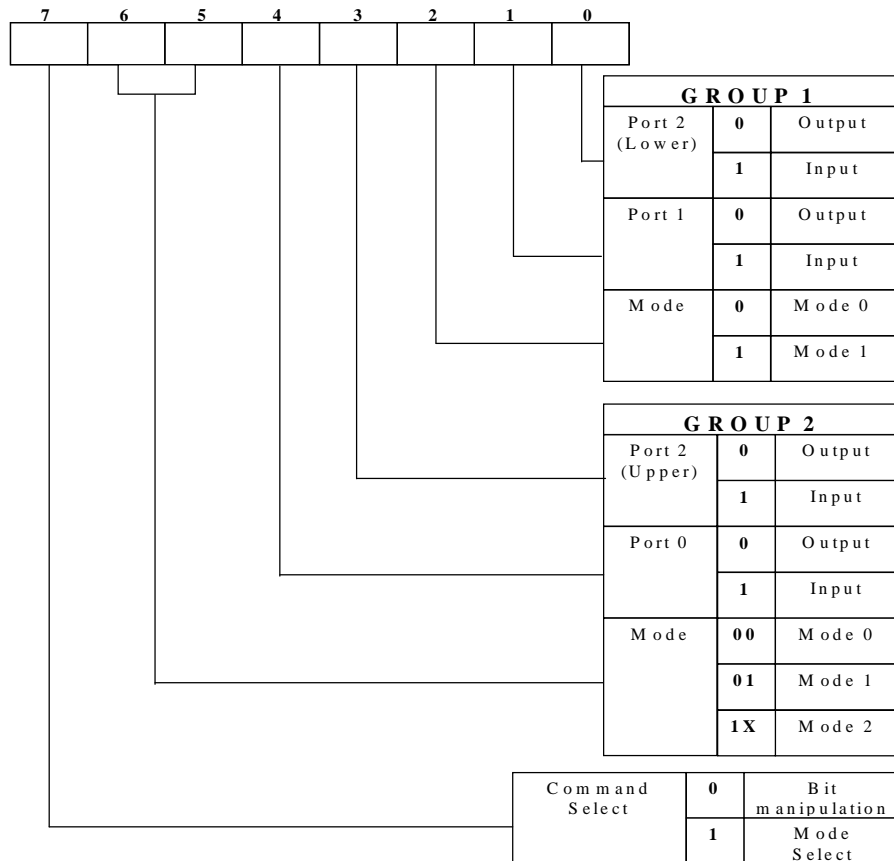 7 6 5 4 3 2 1 0
GROUP 1
Port 2 0 Output
(Lower)
1 Input
Port 1 0 Output
1 Input
Mode 0 Mode 0
1 Mode 1
GROUP 2
Port 2 0 Output
(Upper)
1 Input
Port 0 0 Output
1 Input
Mode 00 Mode 0
01 Mode 1
1X Mode 2
Command 0 Bit
Select manipulation
1 Mode
Select